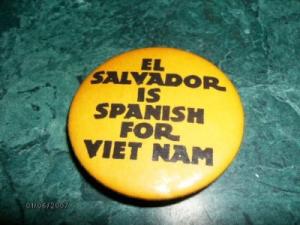 EL
SALVADOR
IS
SPANISH
FOR
VIET NAM
01/06/2007